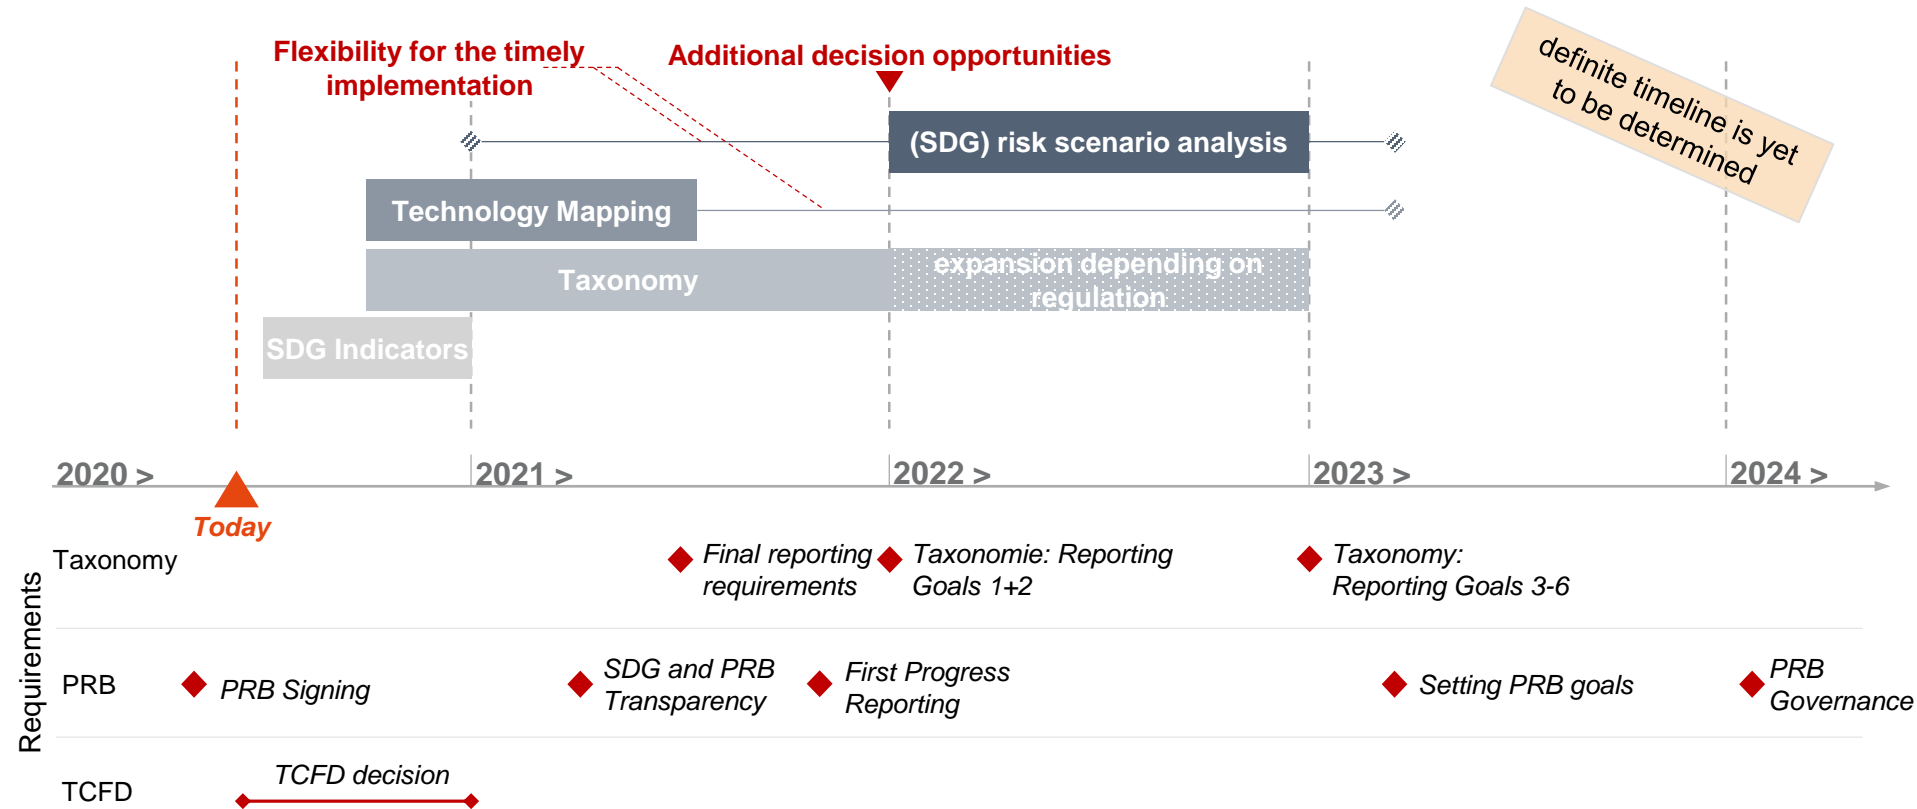 Flexibility for the timely
implementation
Additional decision opportunities
definite timeline is yet
to be determined
(SDG) risk scenario analysis
Technology Mapping
Taxonomy
expansion depending on
regulation
SDG Indicators
2020 >
2021 >
2022 >
2023 >
2024 >
Today
Requirements
Taxonomy
Final reporting
requirements
Taxonomie: Reporting
Goals 1+2
Taxonomy:
Reporting Goals 3-6
PRB
PRB Signing
SDG and PRB
Transparency
First Progress
Reporting
Setting PRB goals
PRB
Governance
TCFD
TCFD decision